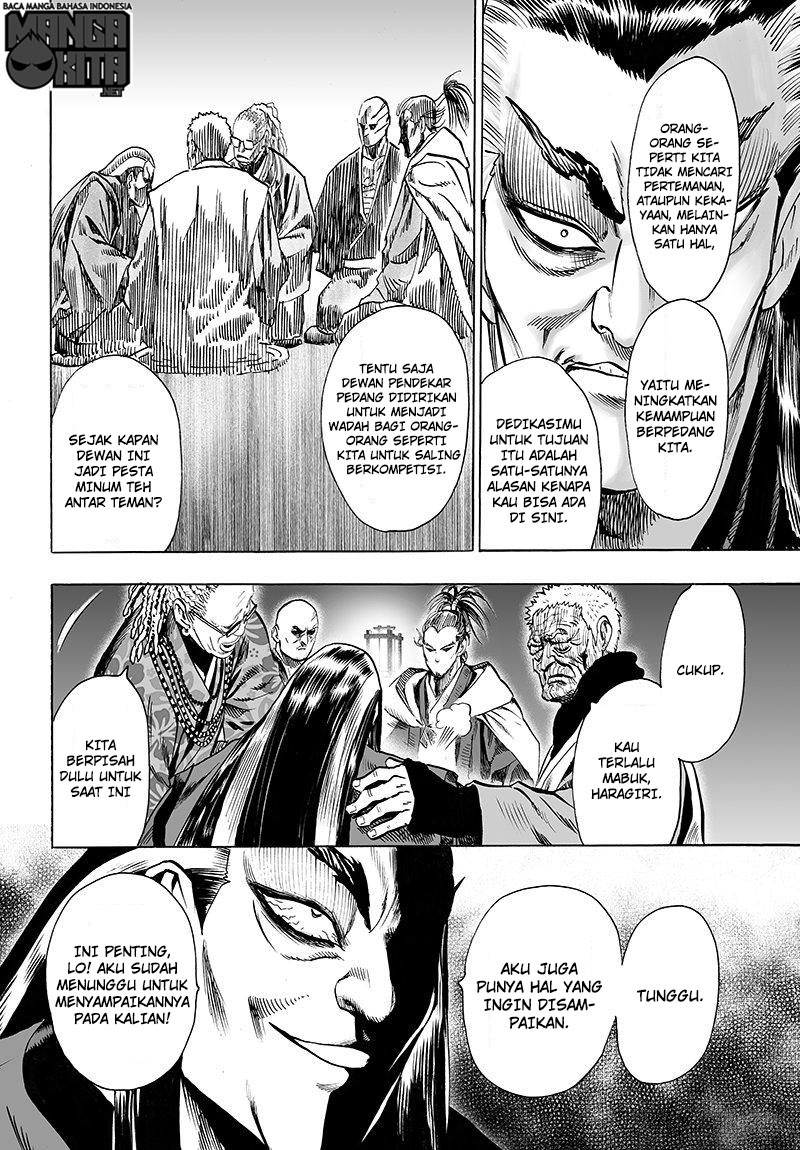 BACA MANGA BAHASA INDONESIA
MANGA
KITA
.NET
ORANG-
ORANG SE-
PERTI KITA
TIDAK MENCARI
PERTEMANAN,
ATAUPUN KEKA-
YAAN, MELAIN-
KAN HANYA
SATU HAL,
YAITU ME-
NINGKATKAN
KEMAMPUAN
BERPEDANG
KITA.
DEDIKASIMU
UNTUK TUJUAN
ITU ADALAH
SATU-SATUNYA
ALASAN KENAPA
KAU BISA ADA
DI SINI.
TENTU SAJA
DEWAN PENDEKAR
PEDANG DIDIRIKAN
UNTUK MENJADI
WADAH BAGI ORANG-
ORANG SEPERTI
KITA UNTUK SALING
BERKOMPETISI.
SEJAK KAPAN
DEWAN INI
JADI PESTA
MINUM TEH
ANTAR TEMAN?
CUKUP.
KAU
TERLALU
MABUK,
HARAGIRI.
KITA
BERPISAH
DULU UNTUK
SAAT INI
TUNGGU.
AKU JUGA
PUNYA HAL YANG
INGIN DISAM-
PAIKAN.
INI PENTING,
LO! AKU SUDAH
MENUNGGU UNTUK
MENYAMPAIKANNYA
PADA KALIAN!